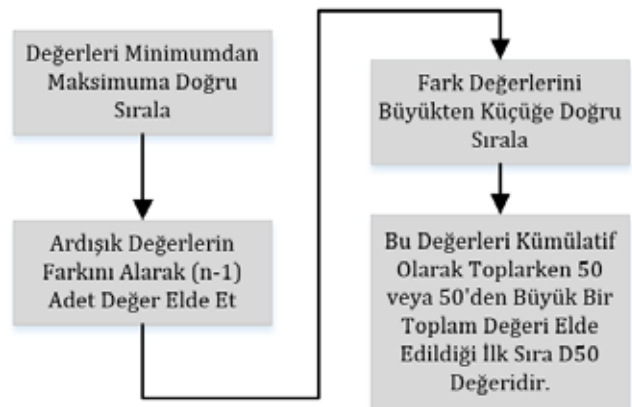 Değerleri Minimumdan
Maksimuma Doğru
Sırala
Ardışık Değerlerin
Farkını Alarak (n-1)
Adet Değer Elde Et
Fark Değerlerini
Büyükten Küçüğe Doğru
Sırala
Bu Değerleri Kümülatif
Olarak Toplarken 50
veya 50'den Büyük Bir
Toplam Değeri Elde
Edildiği İlk Sıra D50
Değeridir.